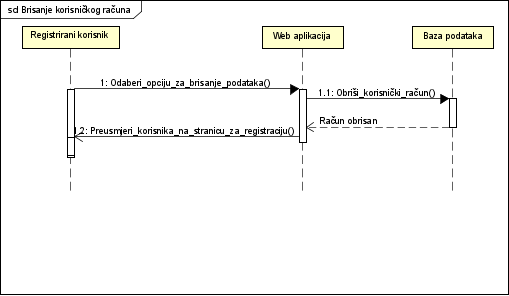 sd Brisanje korisničkog računa
Registrirani korisnik
Web aplikacija
Baza podataka
1: Odaberi_opciju_za_brisanje_podataka()
1.1: Obriši_korisnički_račun()
Račun obrisan
1.2: Preusmjeri_korisnika_na_stranicu_za_registraciju()